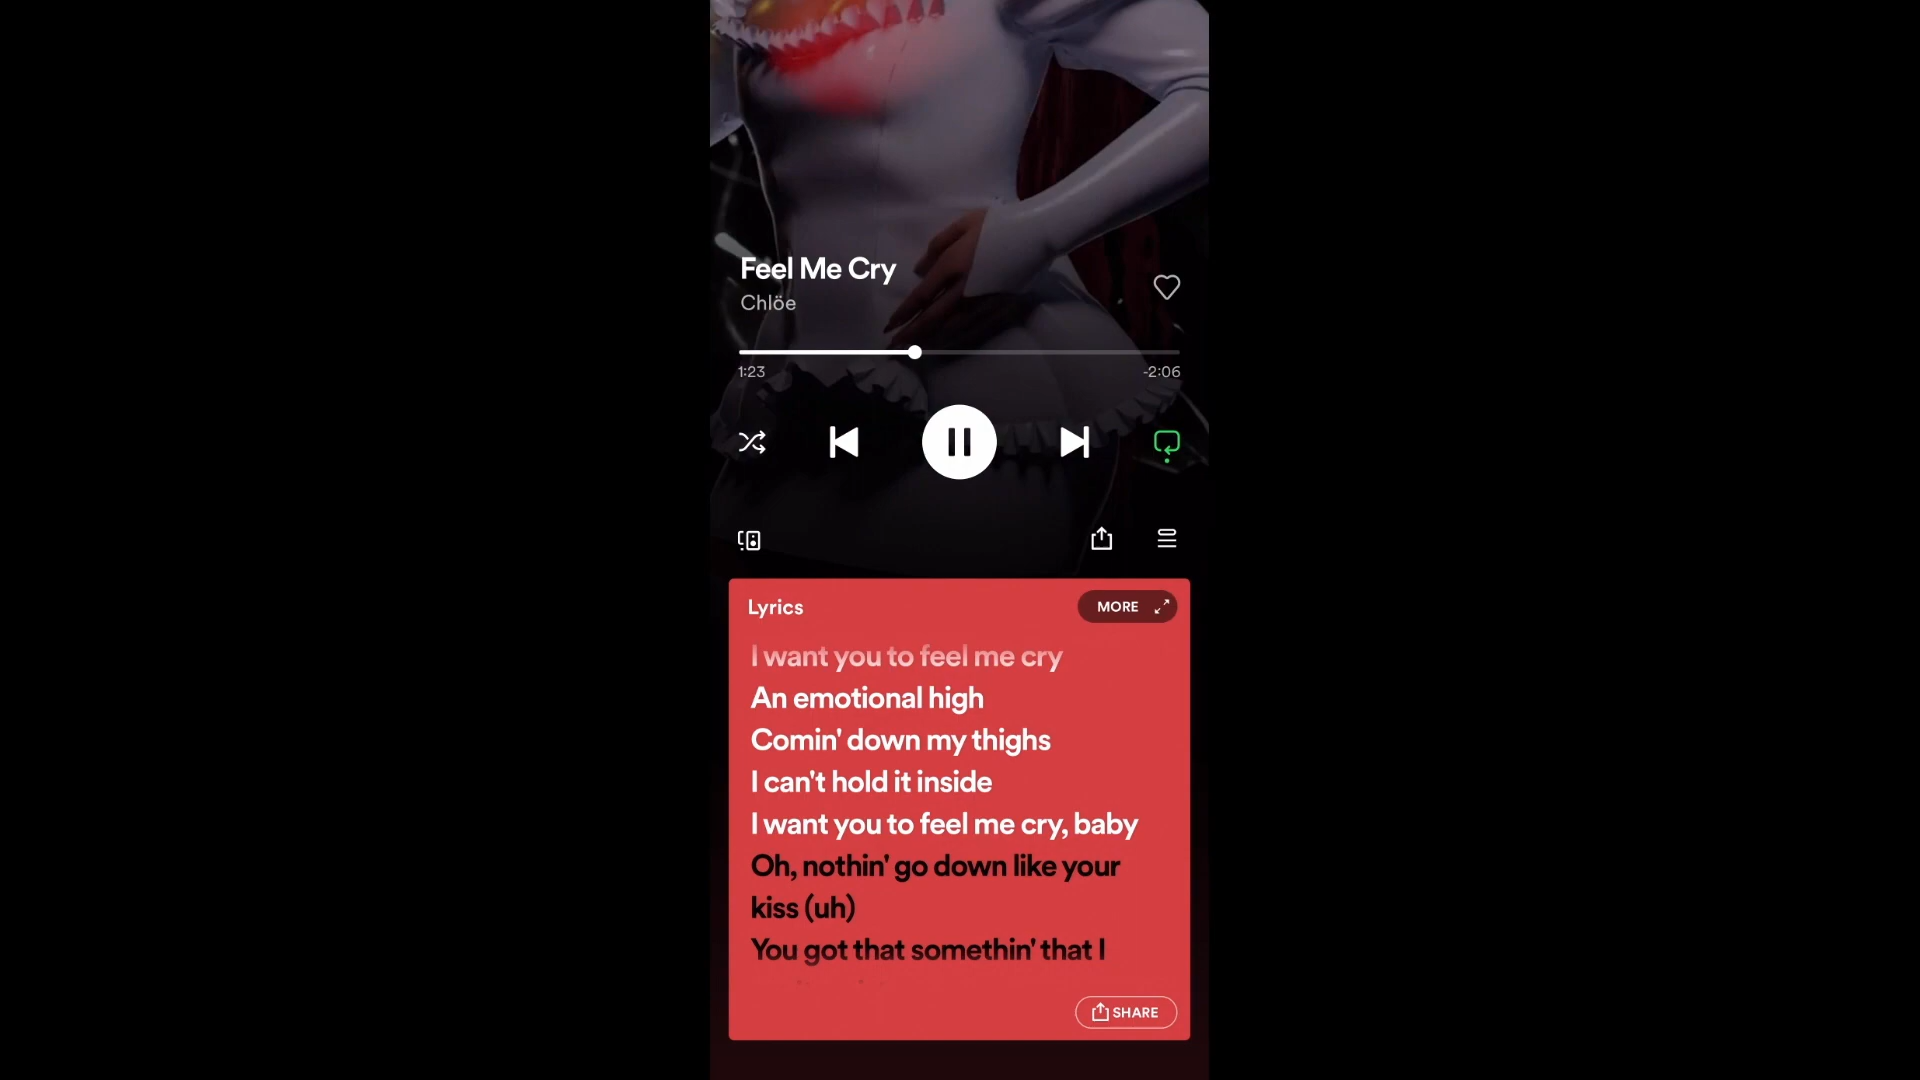 Feel Me Cry
Chlöe
1:23
-2:06
Lyrics
MORE
I want you to feel me cry
An emotional high
Comin' down my thighs
I can't hold it inside
I want you to feel me cry, baby
Oh, nothin' go down like your
kiss (uh)
You got that somethin' that I
SHARE